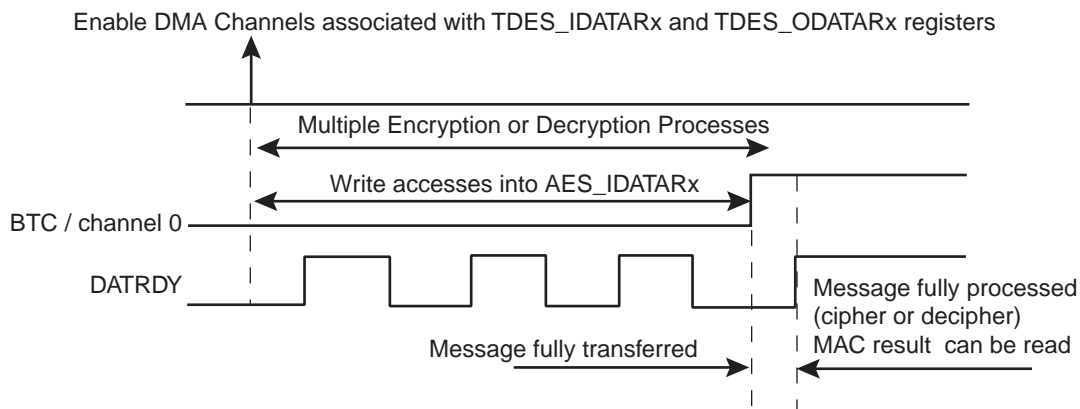 Enable DMA Channels associated with TDES_IDATARx and TDES_ODATARx registers
Multiple Encryption or Decryption Processes
Write accesses into AES_IDATARx
BTC / channel 0
DATRDY
Message fully processed
(cipher or decipher)
MAC result can be read
Message fully transferred